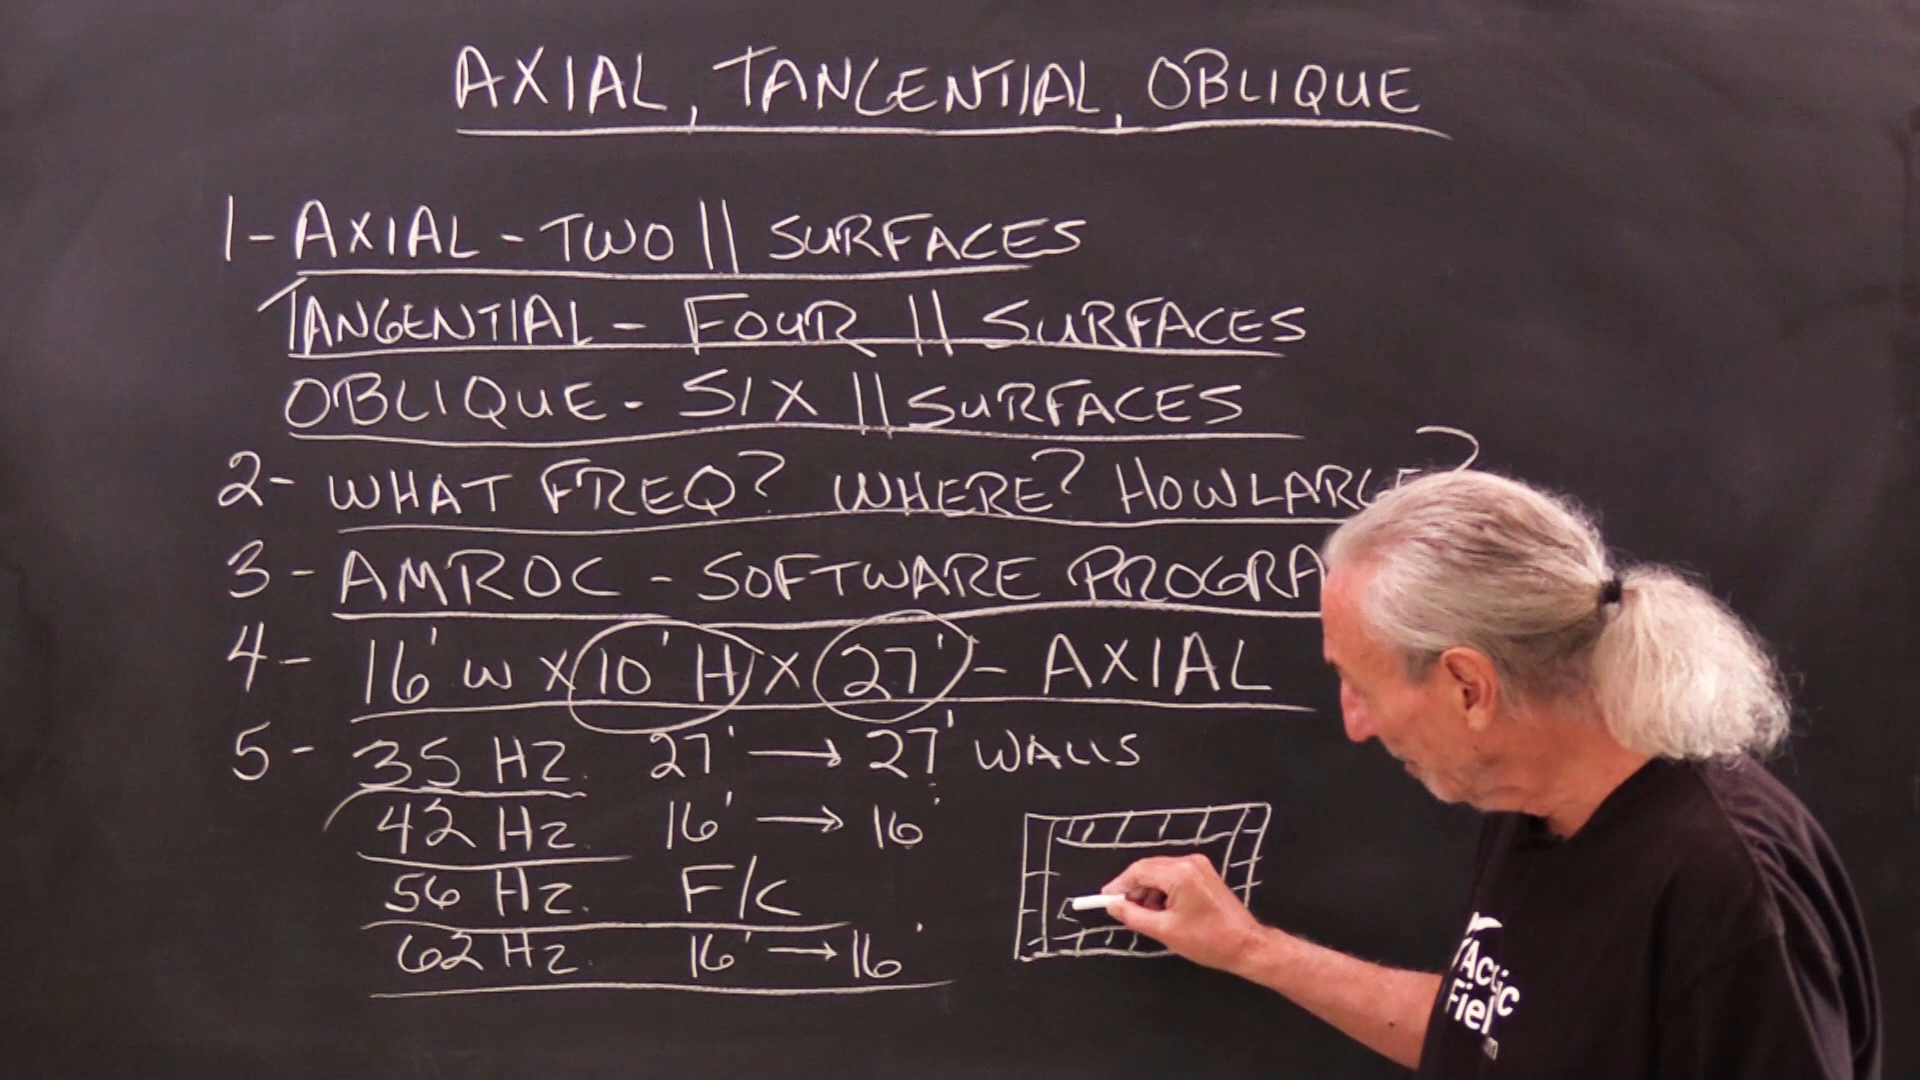 AXIAL, TANGENTIAL, OBLIQUE
1- AXIAL - TWO || SURFACES
TANGENTIAL - FOUR || SURFACES
OBLIQUE - SIX || SURFACES
2- WHAT FREQ? WHERE? HOW LARGE?
3- AMROC - SOFTWARE
4- 16' W X 10' H X 27' - AXIAL
5- 35 HZ. 27' → 27' WALLS
42 HZ. 16' → 16'
56 HZ. F/C
62 HZ. 16' → 16'